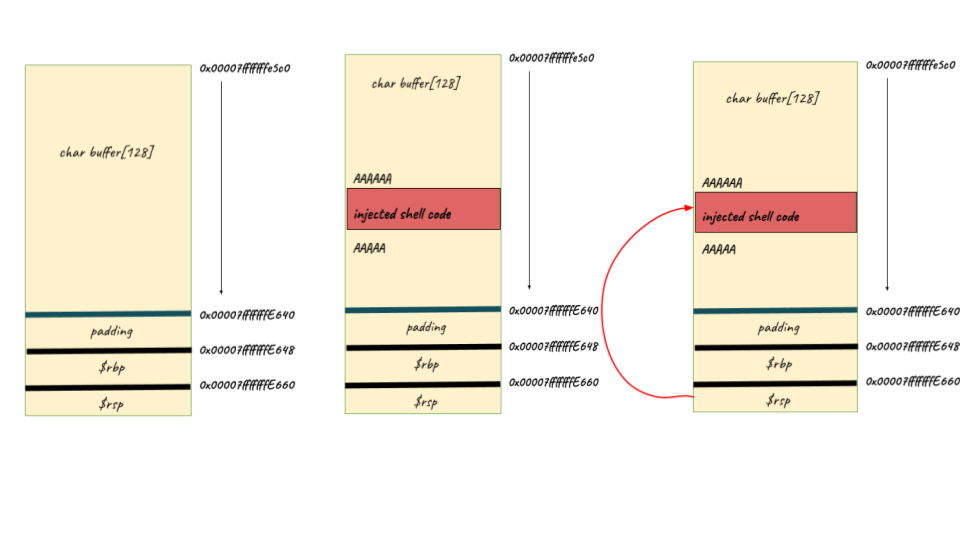 0x00007fffffffe5c0
char buffer[128]
0x00007fffffffE640
padding
0x00007fffffffE648
$rbp
0x00007fffffffE660
$rsp
0x00007fffffffe5c0
char buffer[128]
AAAAAA
injected shell code
AAAAA
0x00007fffffffE640
padding
0x00007fffffffE648
$rbp
0x00007fffffffE660
$rsp
0x00007fffffffe5c0
char buffer[128]
AAAAAA
injected shell code
AAAAA
0x00007fffffffE640
padding
0x00007fffffffE648
$rbp
0x00007fffffffE660
$rsp